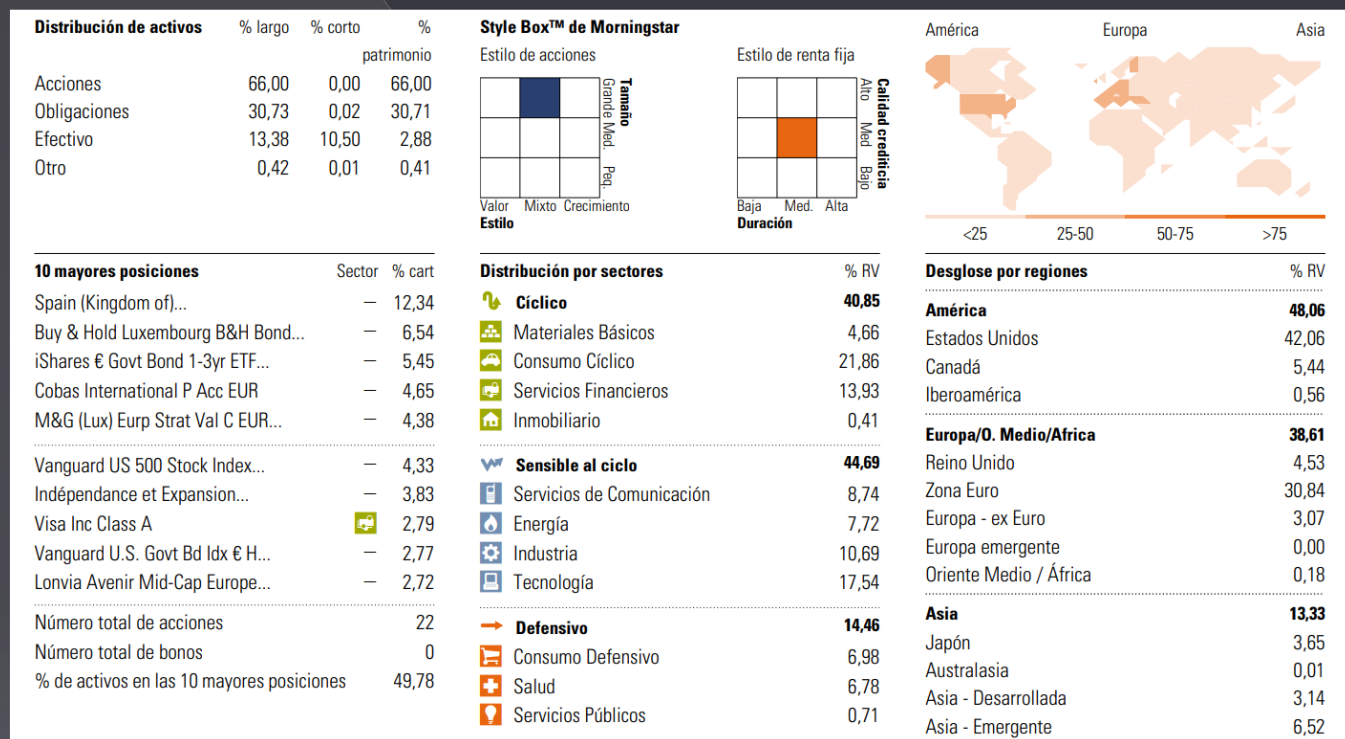 Distribución de activos % largo % corto %
patrimonio
Acciones 66,00 0,00 66,00
Obligaciones 30,73 0,02 30,71
Efectivo 13,38 10,50 2,88
Otro 0,42 0,01 0,41
Style Box™ de Morningstar
Estilo de acciones
Tamaño
Grande Med. Peq.
Valor Mixto Crecimiento
Estilo
Estilo de renta fija
Calidad crediticia
Alto Med Bajo
Baja Med. Alta
Duración
América Europa Asia
<25 25-50 50-75 >75
10 mayores posiciones Sector % cart
Spain (Kingdom of)... — 12,34
Buy & Hold Luxembourg B&H Bond... — 6,54
iShares € Govt Bond 1-3yr ETF... — 5,45
Cobas International P Acc EUR — 4,65
M&G (Lux) Eurp Strat Val C EUR... — 4,38
Vanguard US 500 Stock Index... — 4,33
Indépendance et Expansion... — 3,83
Visa Inc Class A 2,79
Vanguard U.S. Govt Bd Idx € H... — 2,77
Lonvia Avenir Mid-Cap Europe... — 2,72
Número total de acciones 22
Número total de bonos 0
% de activos en las 10 mayores posiciones 49,78
Distribución por sectores % RV
Cíclico 40,85
Materiales Básicos 4,66
Consumo Cíclico 21,86
Servicios Financieros 13,93
Inmobiliario 0,41
Sensible al ciclo 44,69
Servicios de Comunicación 8,74
Energía 7,72
Industria 10,69
Tecnología 17,54
Defensivo 14,46
Consumo Defensivo 6,98
Salud 6,78
Servicios Públicos 0,71
Desglose por regiones % RV
América 48,06
Estados Unidos 42,06
Canadá 5,44
Iberoamérica 0,56
Europa/O. Medio/Africa 38,61
Reino Unido 4,53
Zona Euro 30,84
Europa - ex Euro 3,07
Europa emergente 0,00
Oriente Medio / África 0,18
Asia 13,33
Japón 3,65
Australasia 0,01
Asia - Desarrollada 3,14
Asia - Emergente 6,52